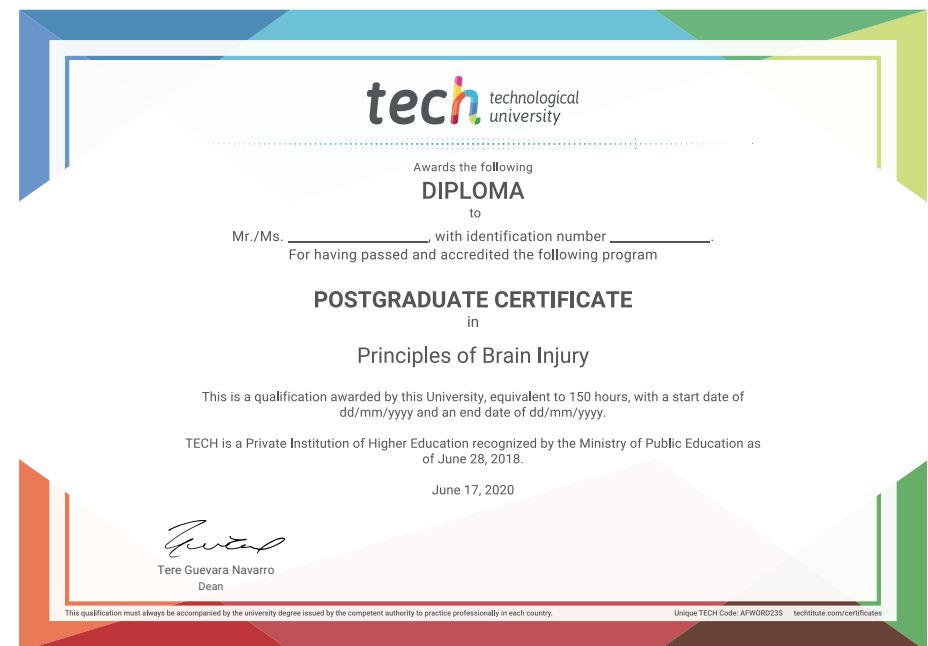 tech technological
university
Awards the following
DIPLOMA
to
Mr./Ms. ____________________, with identification number ______________.
For having passed and accredited the following program
POSTGRADUATE CERTIFICATE
in
Principles of Brain Injury
This is a qualification awarded by this University, equivalent to 150 hours, with a start date of
dd/mm/yyyy and an end date of dd/mm/yyyy.
TECH is a Private Institution of Higher Education recognized by the Ministry of Public Education as
of June 28, 2018.
June 17, 2020
Tere Guevara Navarro
Dean
This qualification must always be accompanied by the university degree issued by the competent authority to practice professionally in each country.
Unique TECH Code: AFWORD23S techtitute.com/certificates